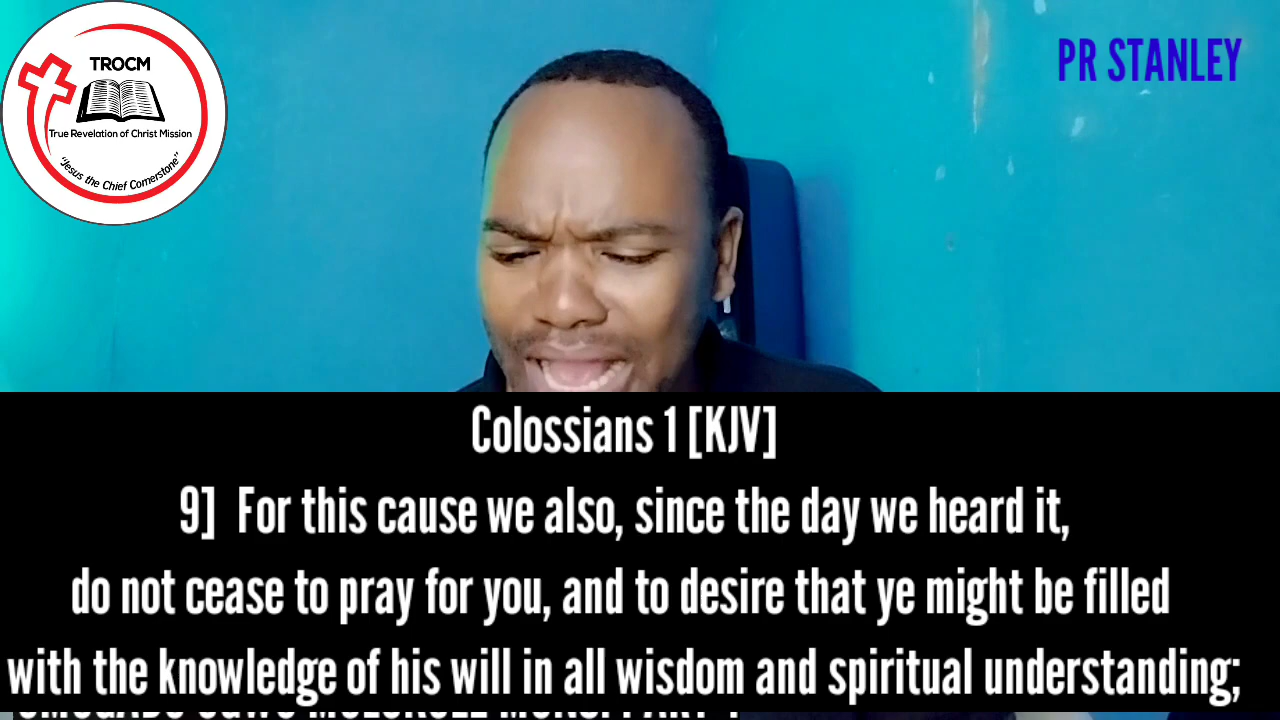 TROCM
True Revelation of Christ Mission
"Jesus the Chief Cornerstone"
PR STANLEY
Colossians 1 [KJV]
9] For this cause we also, since the day we heard it,
do not cease to pray for you, and to desire that ye might be filled
with the knowledge of his will in all wisdom and spiritual understanding;